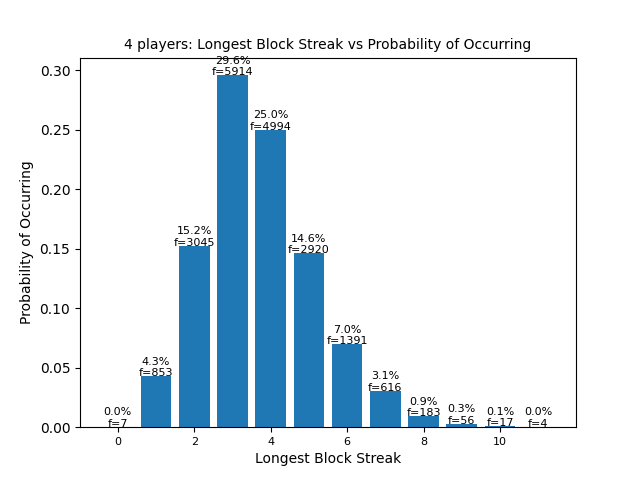 4 players: Longest Block Streak vs Probability of Occurring
Probability of Occurring
0.30
0.25
0.20
0.15
0.10
0.05
0.00
0.0%
f=7
4.3%
f=853
15.2%
f=3045
29.6%
f=5914
25.0%
f=4994
14.6%
f=2920
7.0%
f=1391
3.1%
f=616
0.9%
f=183
0.3%
f=56
0.1%
f=17
0.0%
f=4
0 2 4 6 8 10
Longest Block Streak